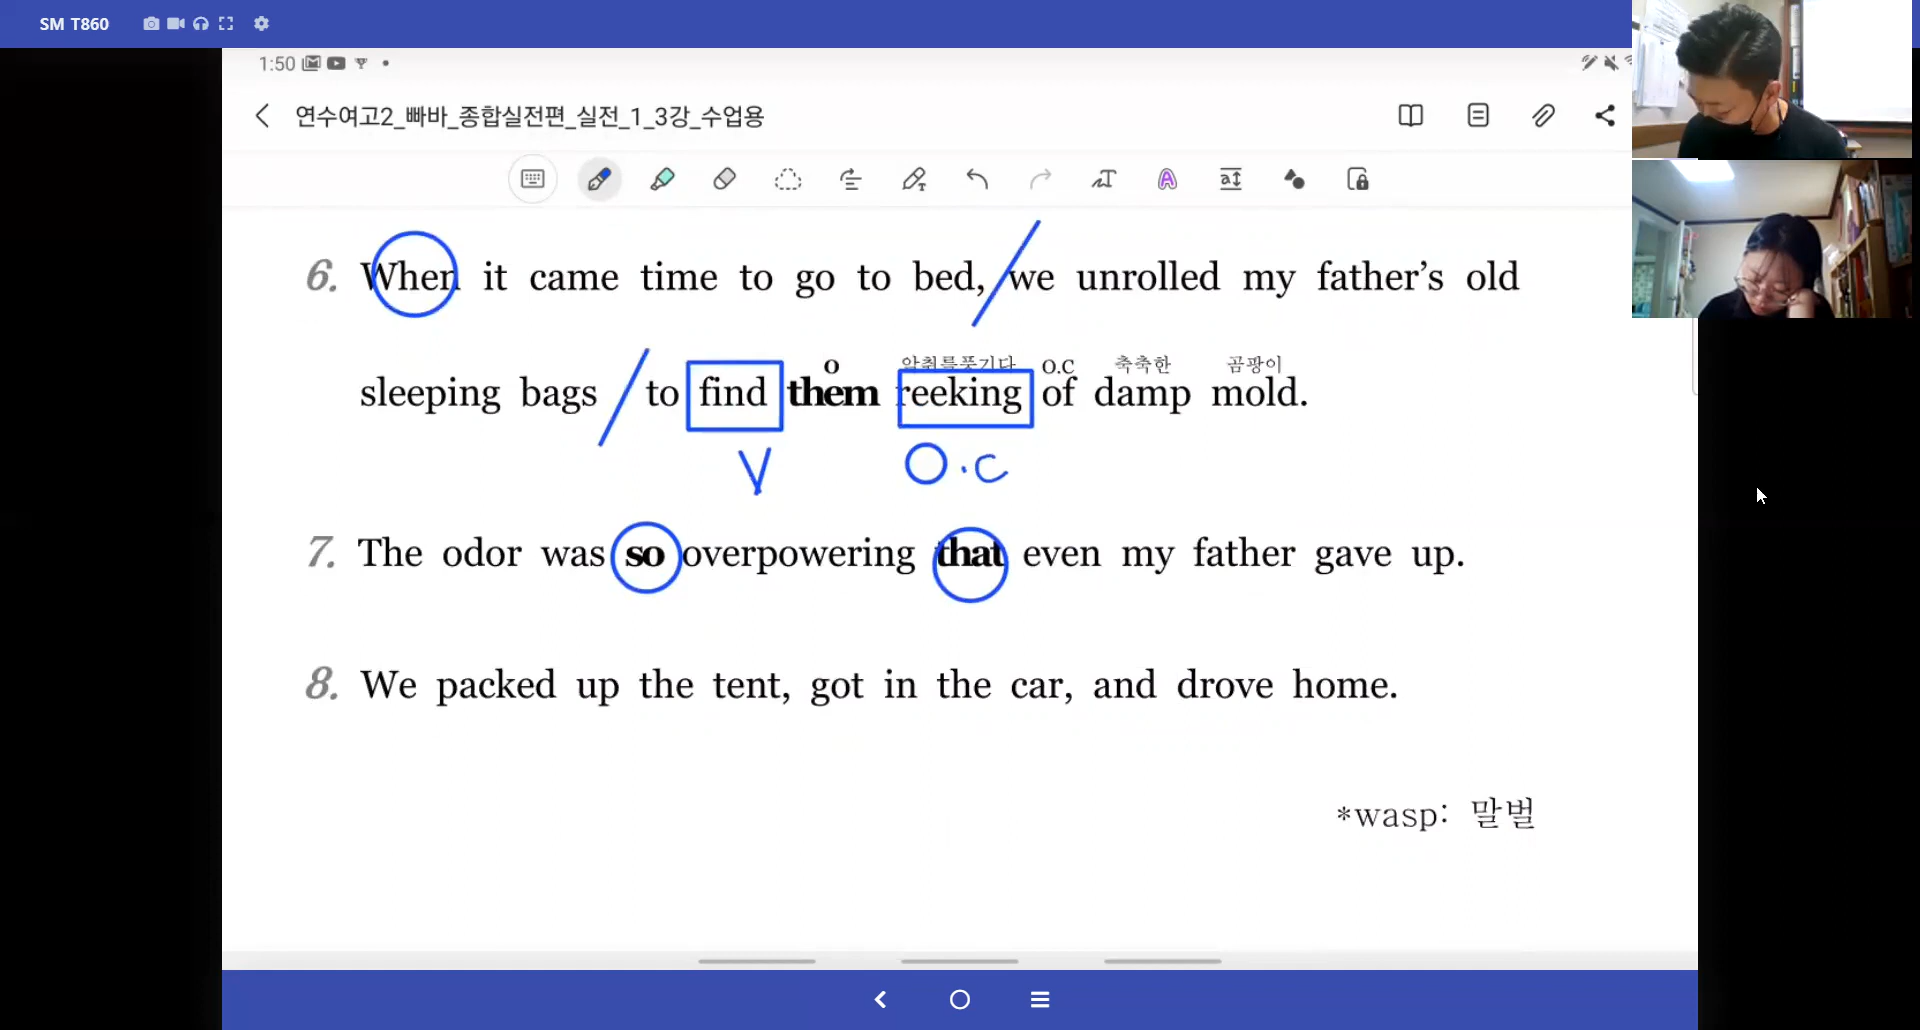 SM T860
1:50
연수여고2_빠바_종합실전편_실전_1_3강_수업용
6. When it came time to go to bed, we unrolled my father's old
O 악취를풍기다 O.C 축축한 곰팡이
sleeping bags to find them reeking of damp mold.
V O.C
7. The odor was so overpowering that even my father gave up.
8. We packed up the tent, got in the car, and drove home.
*wasp: 말벌